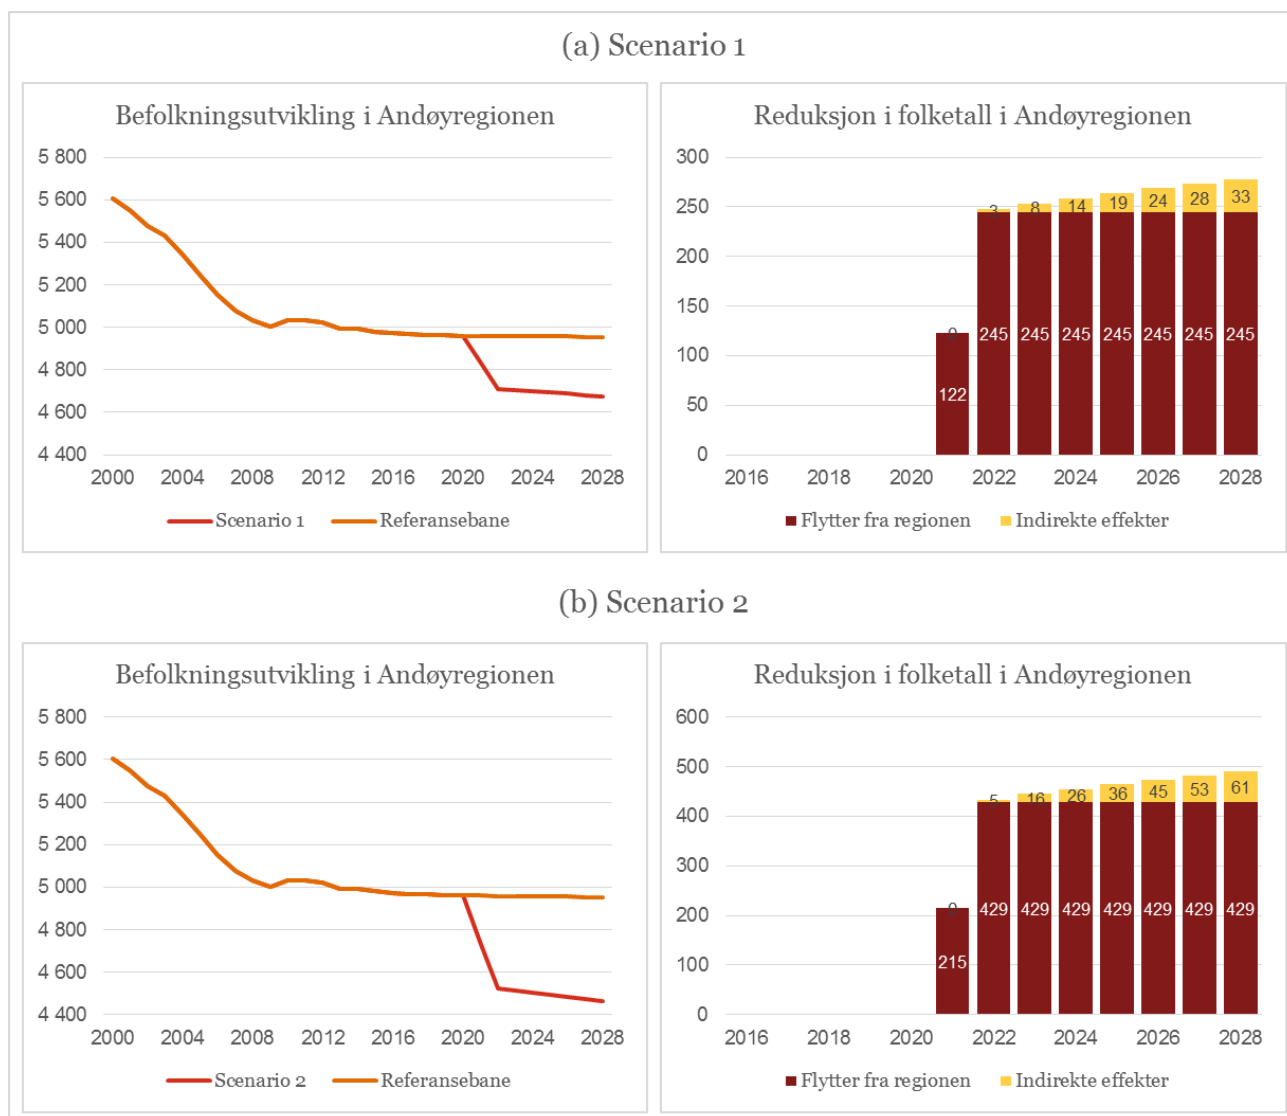 (a) Scenario 1
Befolkningsutvikling i Andøyregionen
5 800
5 600
5 400
5 200
5 000
4 800
4 600
4 400
2000 2004 2008 2012 2016 2020 2024 2028
Scenario 1 Referansebane
Reduksjon i folketall i Andøyregionen
300
250
200
150
100
50
0
0 3 8 14 19 24 28 33
122 245 245 245 245 245 245 245
2016 2018 2020 2022 2024 2026 2028
Flytter fra regionen Indirekte effekter
(b) Scenario 2
Befolkningsutvikling i Andøyregionen
5 800
5 600
5 400
5 200
5 000
4 800
4 600
4 400
2000 2004 2008 2012 2016 2020 2024 2028
Scenario 2 Referansebane
Reduksjon i folketall i Andøyregionen
600
500
400
300
200
100
0
0 5 16 26 36 45 53 61
215 429 429 429 429 429 429 429
2016 2018 2020 2022 2024 2026 2028
Flytter fra regionen Indirekte effekter